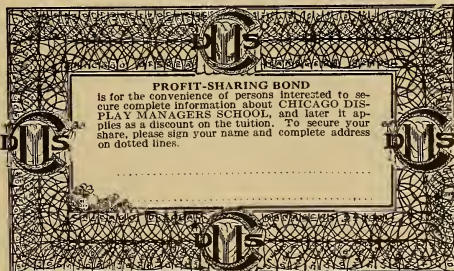 PROFIT-SHARING BOND
is for the convenience of persons interested to se-
cure complete information about CHICAGO DIS-
PLAY MANAGERS SCHOOL, and later it ap-
plies as a discount on the tuition. To secure your
share, please sign your name and complete address
on dotted lines.